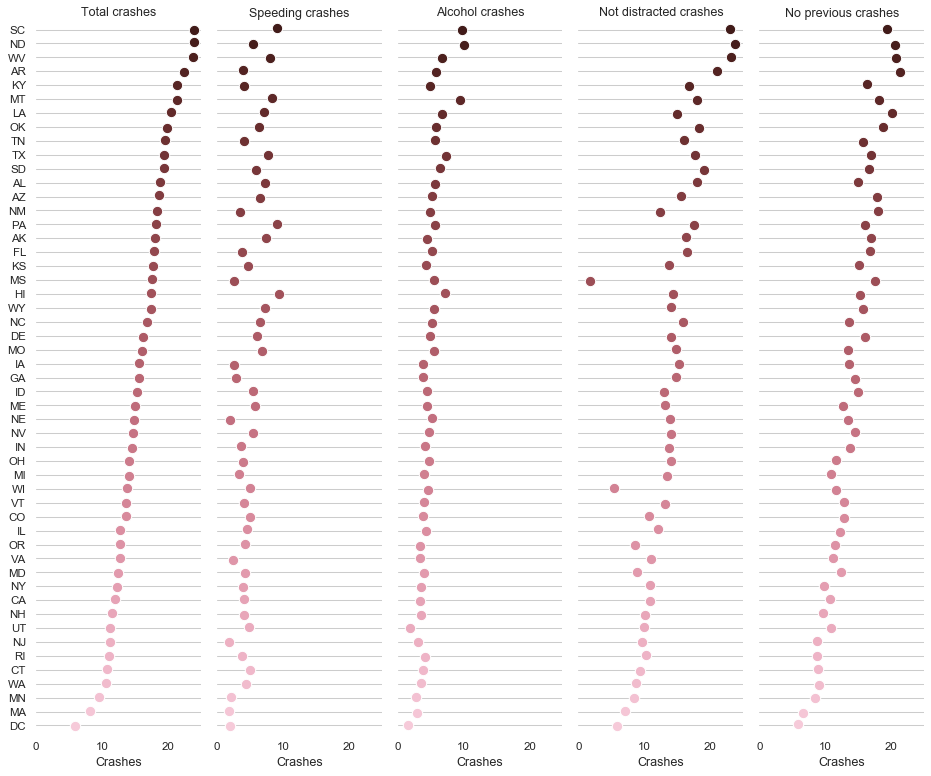 Total crashes Speeding crashes Alcohol crashes Not distracted crashes No previous crashes
SC
ND
WV
AR
KY
MT
LA
OK
TN
TX
SD
AL
AZ
NM
PA
AK
FL
KS
MS
HI
WY
NC
DE
MO
IA
GA
ID
ME
NE
NV
IN
OH
MI
WI
VT
CO
IL
OR
VA
MD
NY
CA
NH
UT
NJ
RI
CT
WA
MN
MA
DC
0 20 0 10 20 0 10 20 0 10 20 0 10 20
Crashes Crashes Crashes Crashes Crashes